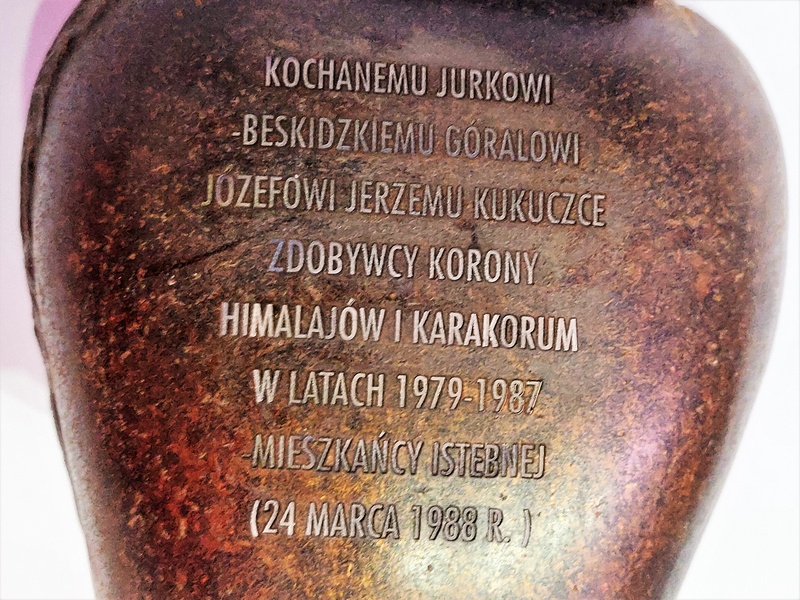 KOCHANEMU JURKOWI
-BESKIDZKIEMU GÓRALOWI
JÓZEFOWI JERZEMU KUKUCZCE
ZDOBYWCY KORONY
HIMALAJÓW I KARAKORUM
W LATACH 1979-1987
-MIESZKAŃCY ISTEBNEJ
(24 MARCA 1988 R. )